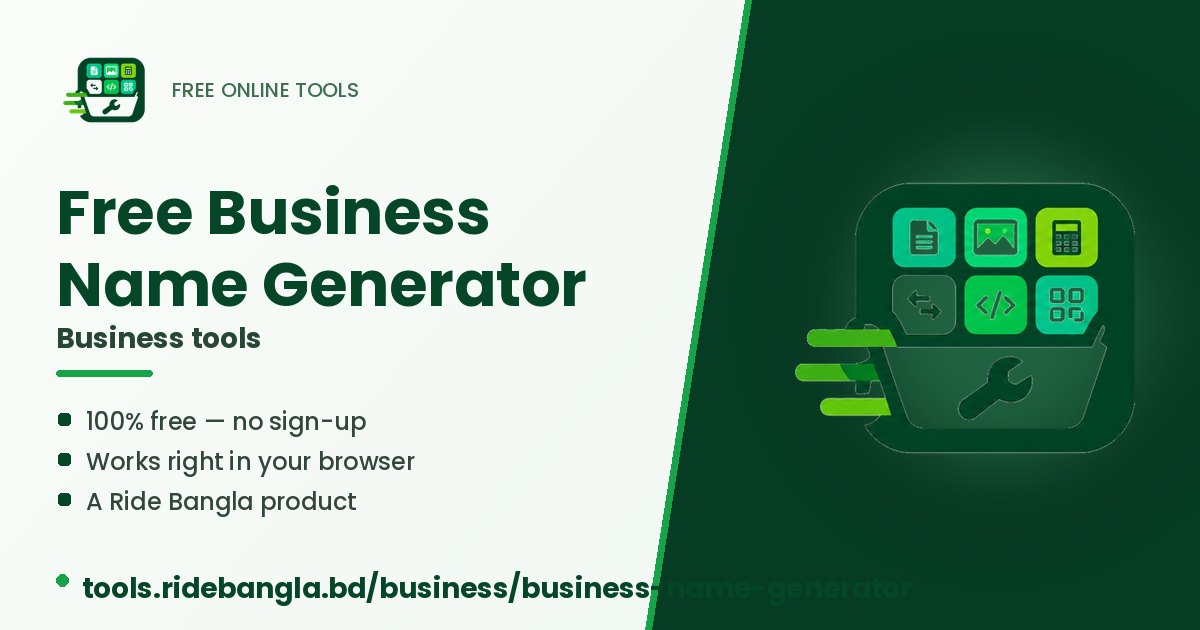 FREE ONLINE TOOLS
Free Business
Name Generator
Business tools
100% free — no sign-up
Works right in your browser
A Ride Bangla product
tools.ridebangla.bd/business/business-name-generator